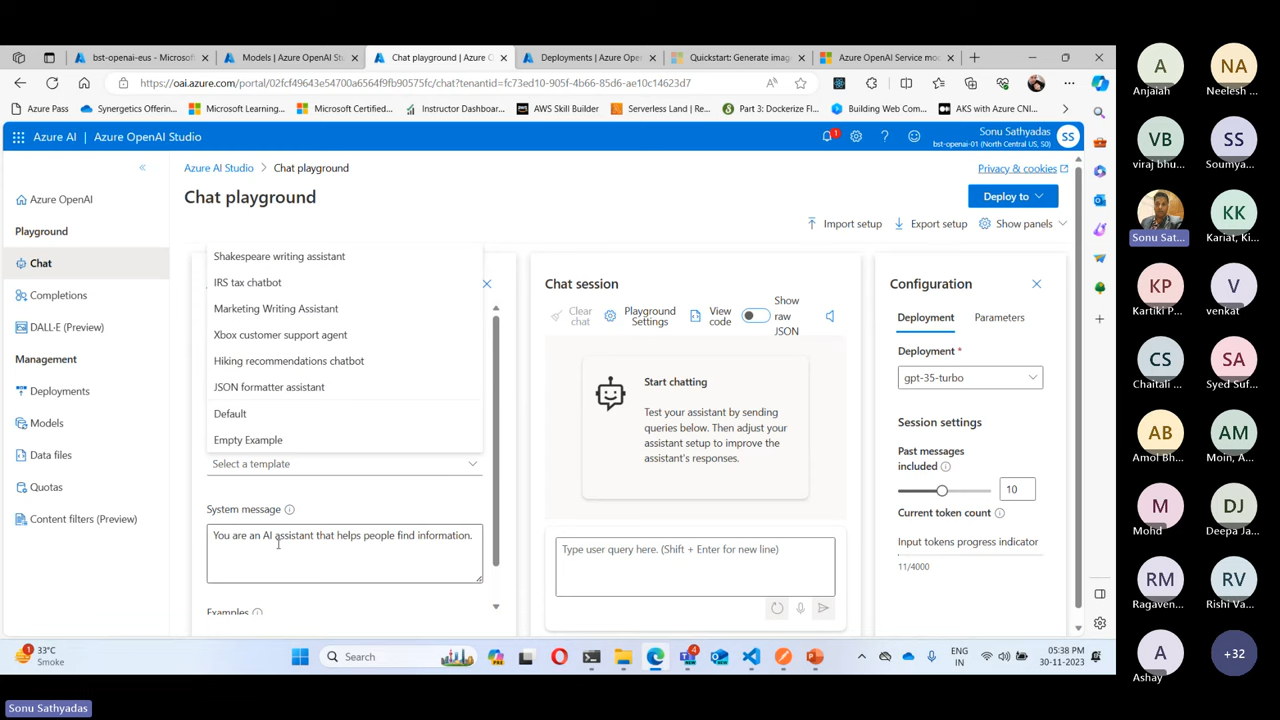 bst-openai-eus - Microsoft
Models | Azure OpenAI Stu
Chat playground | Azure O
Deployments | Azure Open
Quickstart: Generate imag
Azure OpenAI Service mod
https://oai.azure.com/portal/02fcf49643e54700a6564f9fb90575fc/chat?tenantid=fc73ed10-905f-4b66-85d6-ec10c14623d7
Azure Pass
Synergetics Offering...
Microsoft Learning...
Microsoft Certified...
Instructor Dashboar...
AWS Skill Builder
Serverless Land | Re...
Part 3: Dockerize Fl...
Building Web Com...
AKS with Azure CNI...
Azure AI | Azure OpenAI Studio
1
Sonu Sathyadas
bst-openai-01 (North Central US, S0)
SS
Azure AI Studio > Chat playground
Privacy & cookies
Chat playground
Deploy to
Import setup
Export setup
Show panels
Azure OpenAI
Playground
Chat
Completions
DALL·E (Preview)
Management
Deployments
Models
Data files
Quotas
Content filters (Preview)
Shakespeare writing assistant
IRS tax chatbot
Marketing Writing Assistant
Xbox customer support agent
Hiking recommendations chatbot
JSON formatter assistant
Default
Empty Example
Select a template
System message
You are an AI assistant that helps people find information.
Examples
Chat session
Clear
chat
Playground
Settings
View
code
Show
raw
JSON
Start chatting
Test your assistant by sending
queries below. Then adjust your
assistant setup to improve the
assistant's responses.
Type user query here. (Shift + Enter for new line)
Configuration
Deployment
Parameters
Deployment *
gpt-35-turbo
Session settings
Past messages
included
10
Current token count
Input tokens progress indicator
11/4000
1
33°C
Smoke
Search
4
ENG
IN
05:38 PM
30-11-2023
A
Anjaiah
NA
Neelesh ...
VB
viraj bhu...
SS
Soumya...
Sonu Sat...
KK
Kariat, Ki...
KP
Kartiki P...
V
venkat
CS
Chaitali ...
SA
Syed Suf...
AB
Amol Bh...
AM
Moin, A...
M
Mohd
DJ
Deepa Ja...
RM
Ragaven...
RV
Rishi Va...
A
Ashay
+32
Sonu Sathyadas